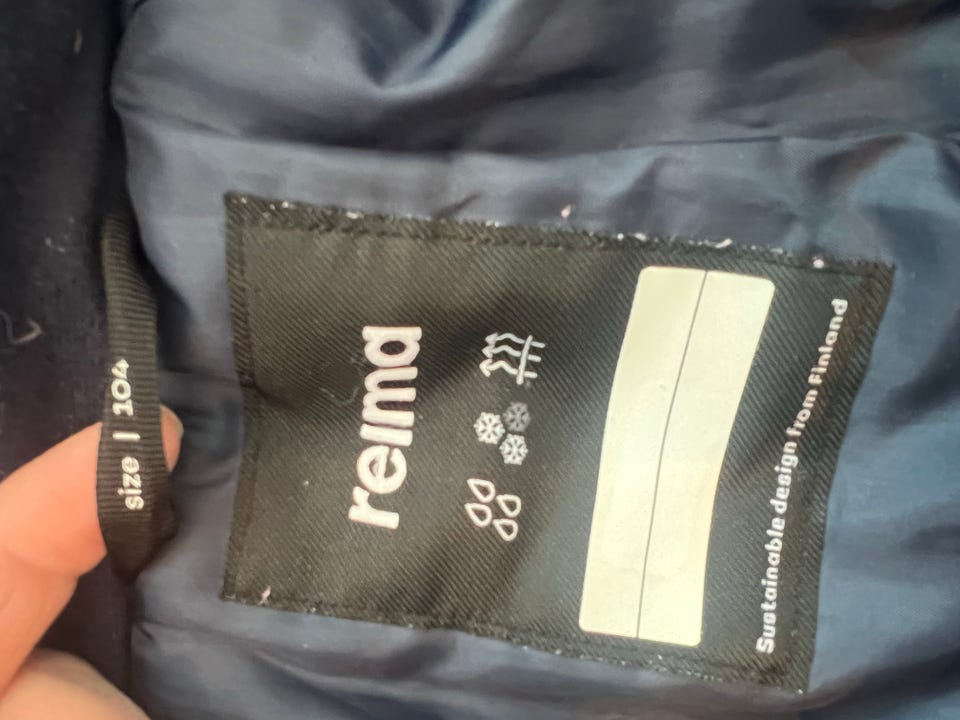 size | 104
reima
Sustainable design from Finland